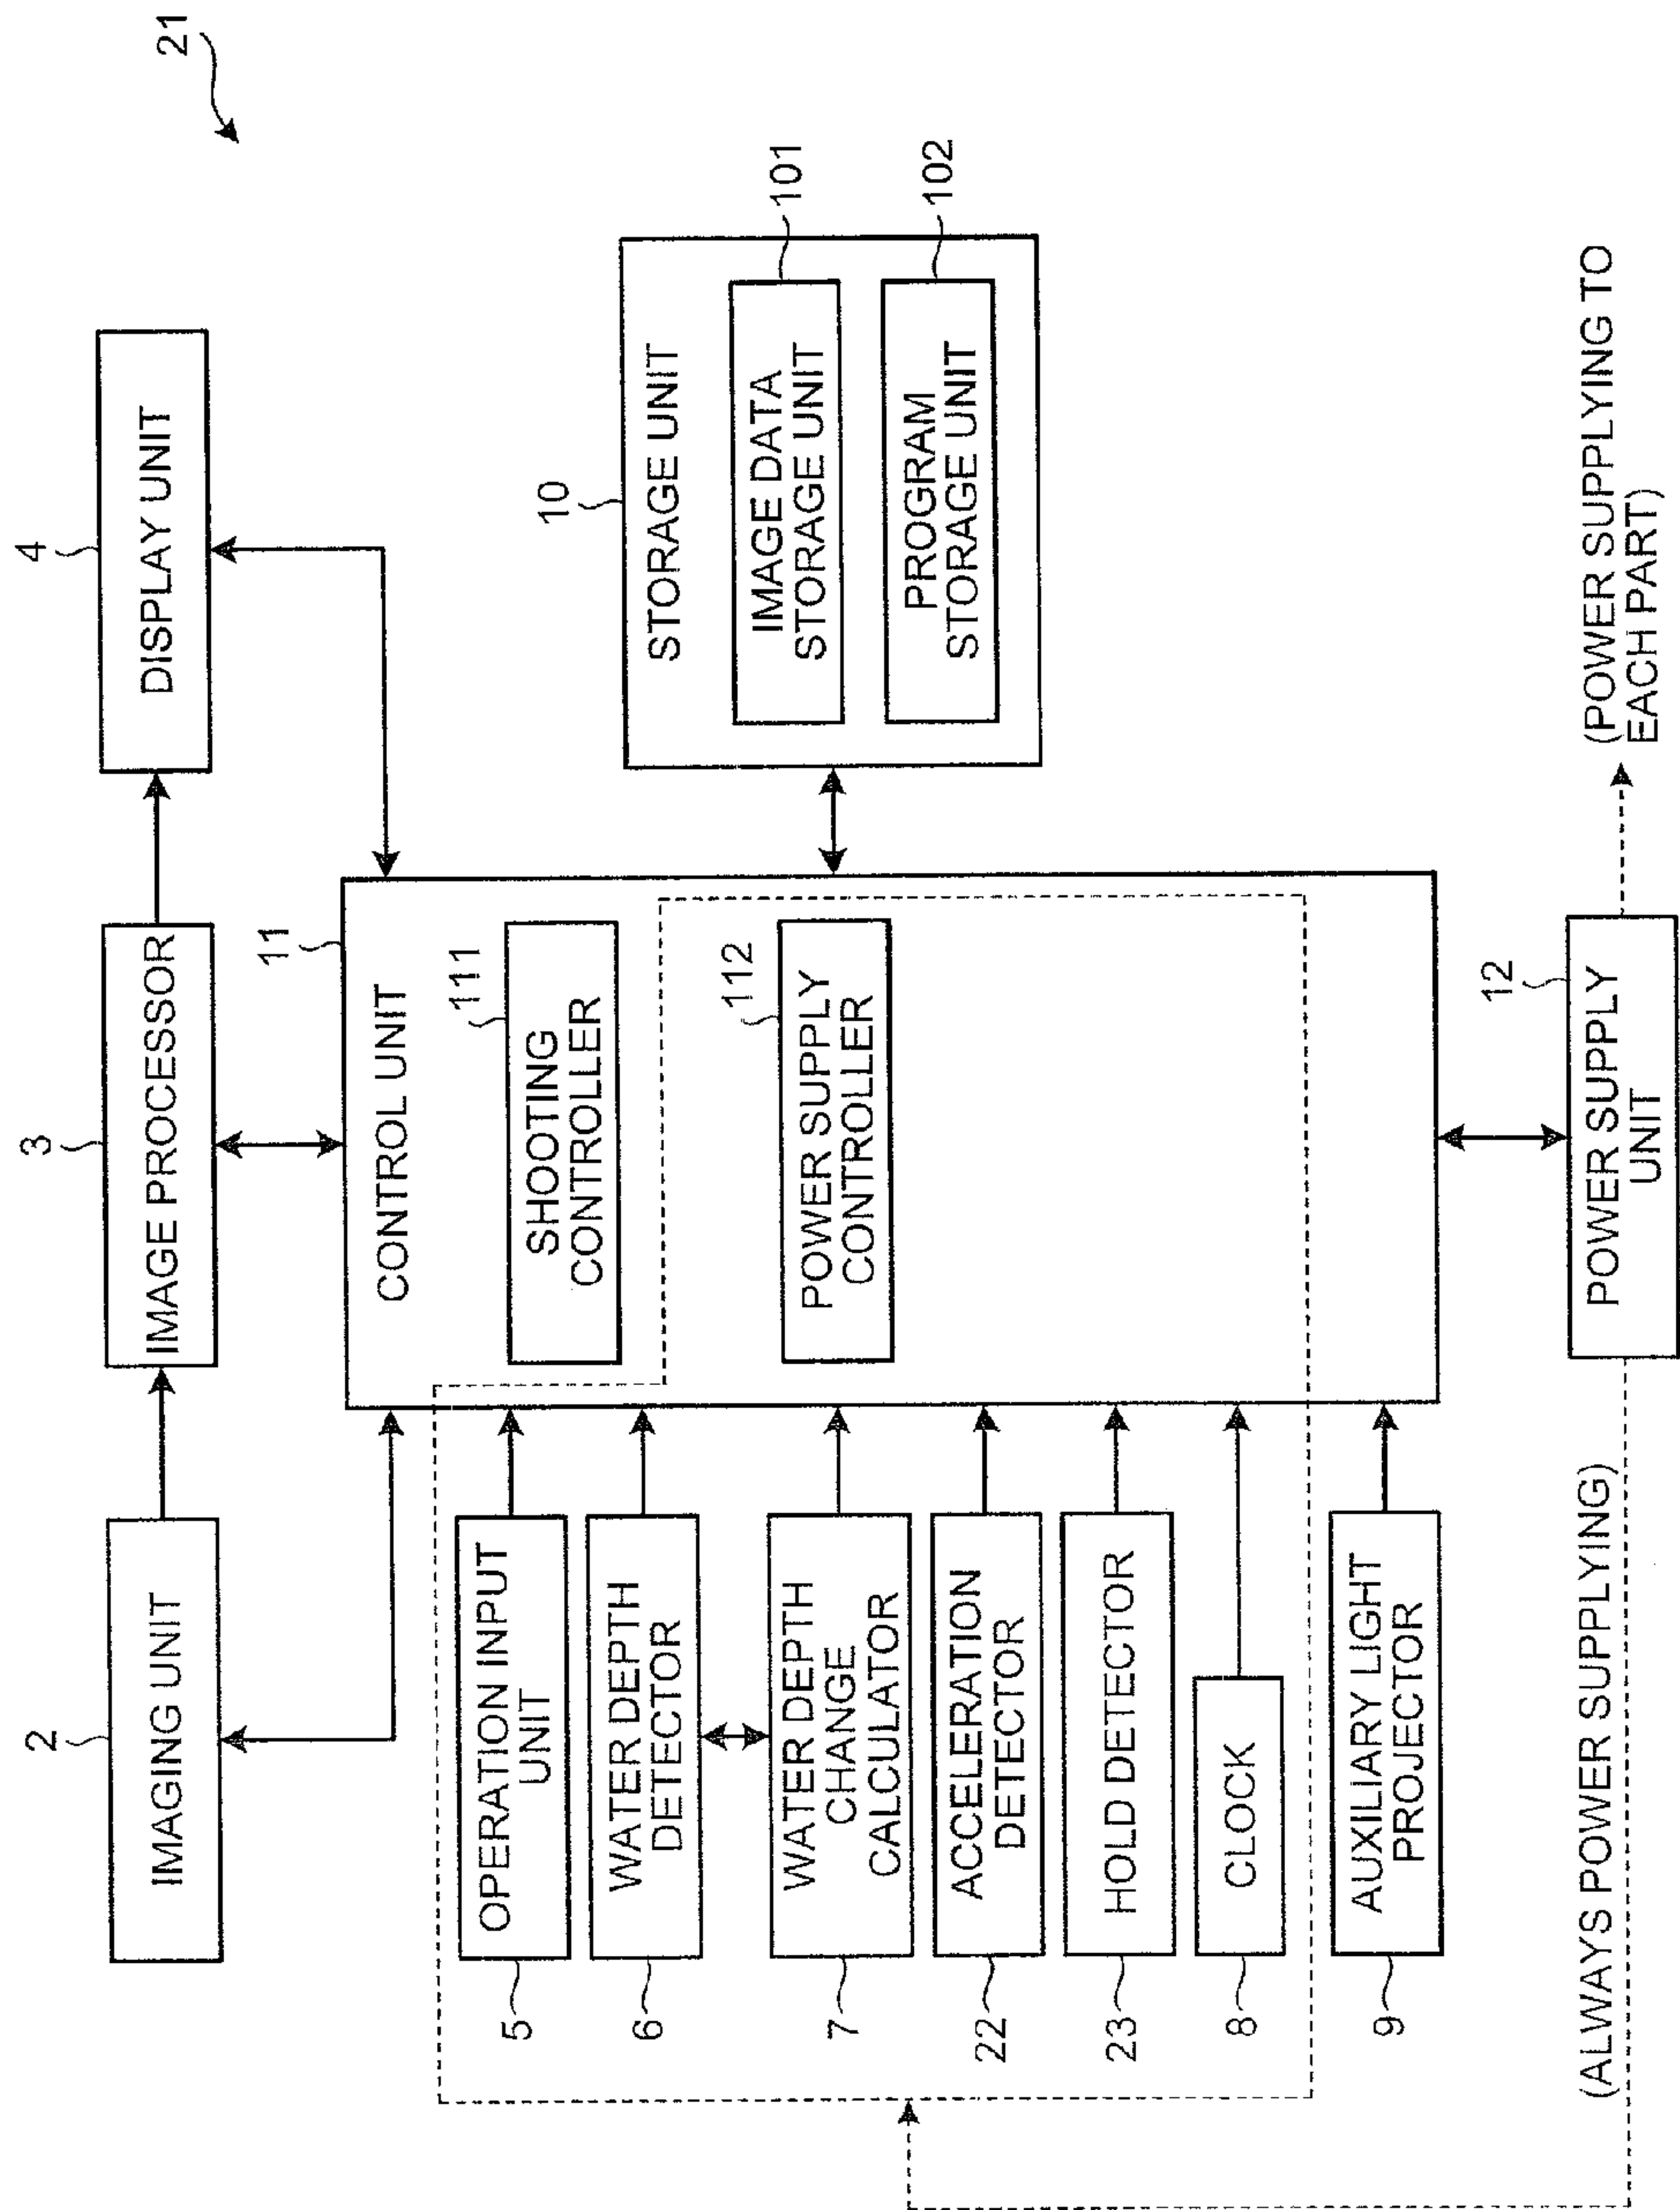 21
2
IMAGING UNIT
3
IMAGE PROCESSOR
4
DISPLAY UNIT
11
CONTROL UNIT
111
SHOOTING
CONTROLLER
112
POWER SUPPLY
CONTROLLER
10
STORAGE UNIT
IMAGE DATA
STORAGE UNIT
101
PROGRAM
STORAGE UNIT
102
5
OPERATION INPUT
UNIT
6
WATER DEPTH
DETECTOR
7
WATER DEPTH
CHANGE
CALCULATOR
22
ACCELERATION
DETECTOR
23
HOLD DETECTOR
8
CLOCK
9
AUXILIARY LIGHT
PROJECTOR
(ALWAYS POWER SUPPLYING)
12
POWER SUPPLY
UNIT
(POWER SUPPLYING TO
EACH PART)